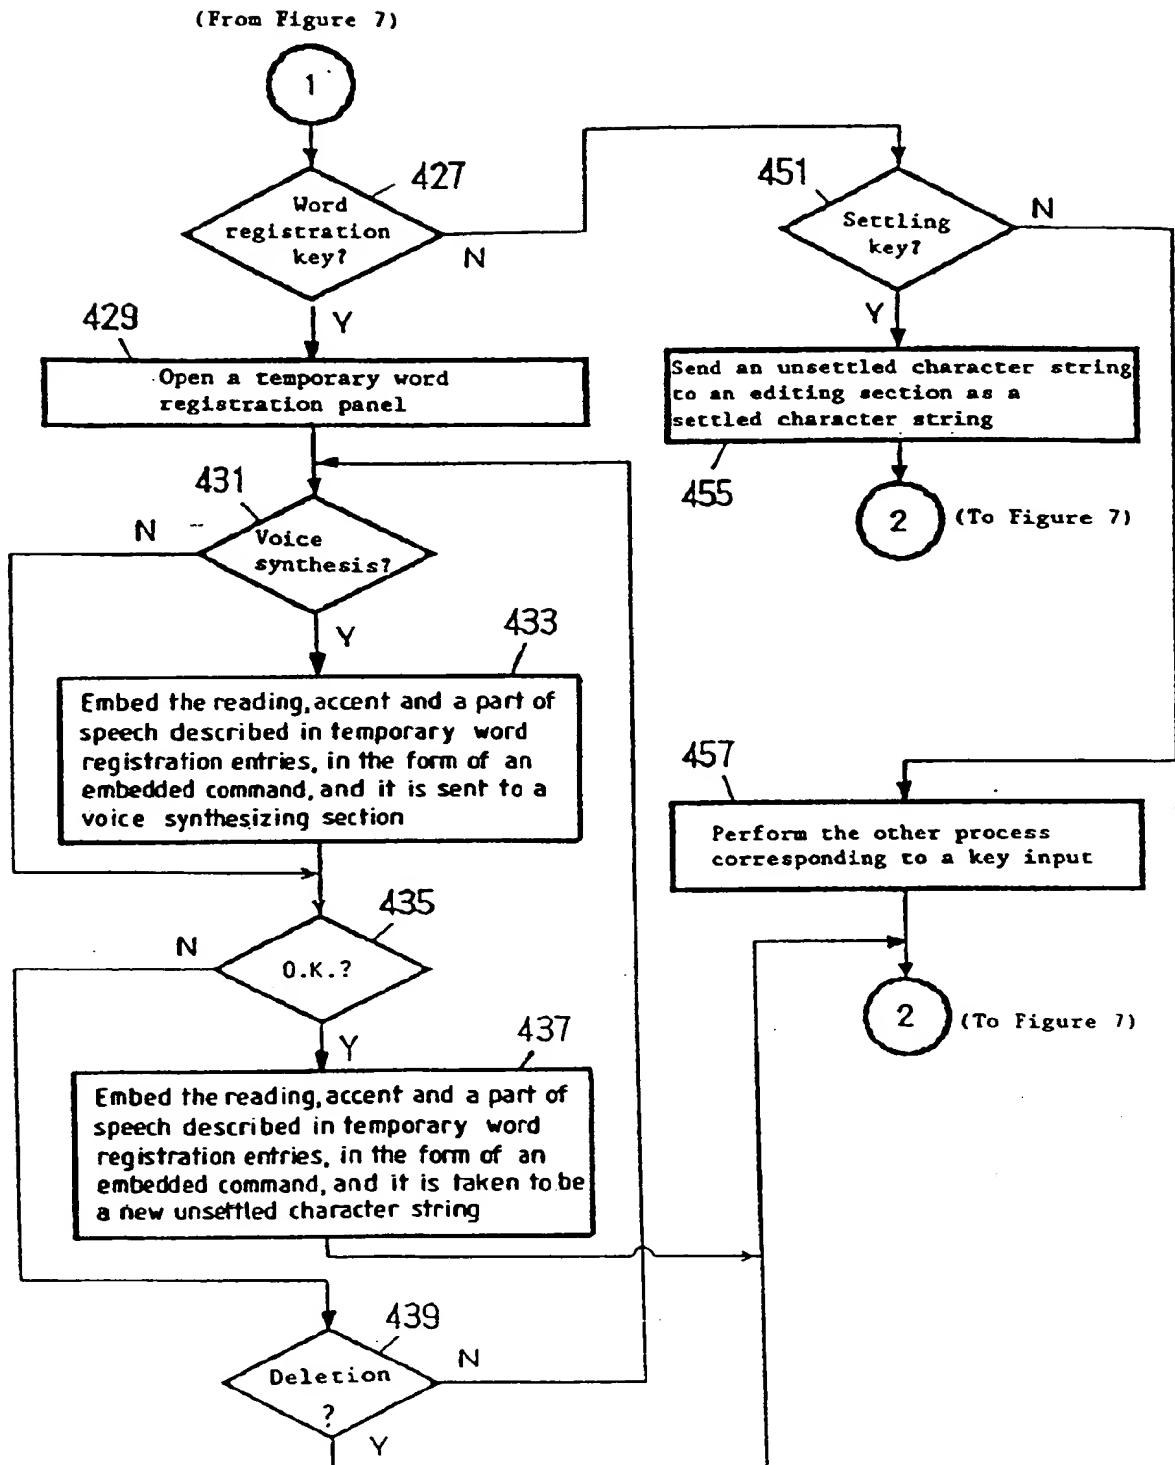 (From Figure 7)
1
427
Word
registration
key?
N
Y
429
Open a temporary word
registration panel
431
N
Voice
synthesis?
Y
433
Embed the reading, accent and a part of
speech described in temporary word
registration entries, in the form of an
embedded command, and it is sent to a
voice synthesizing section
435
N
O.K.?
Y
437
Embed the reading, accent and a part of
speech described in temporary word
registration entries, in the form of an
embedded command, and it is taken to be
a new unsettled character string
439
Deletion
?
N
Y
451
Settling
key?
N
Y
Send an unsettled character string
to an editing section as a
settled character string
455
2
(To Figure 7)
457
Perform the other process
corresponding to a key input
2
(To Figure 7)